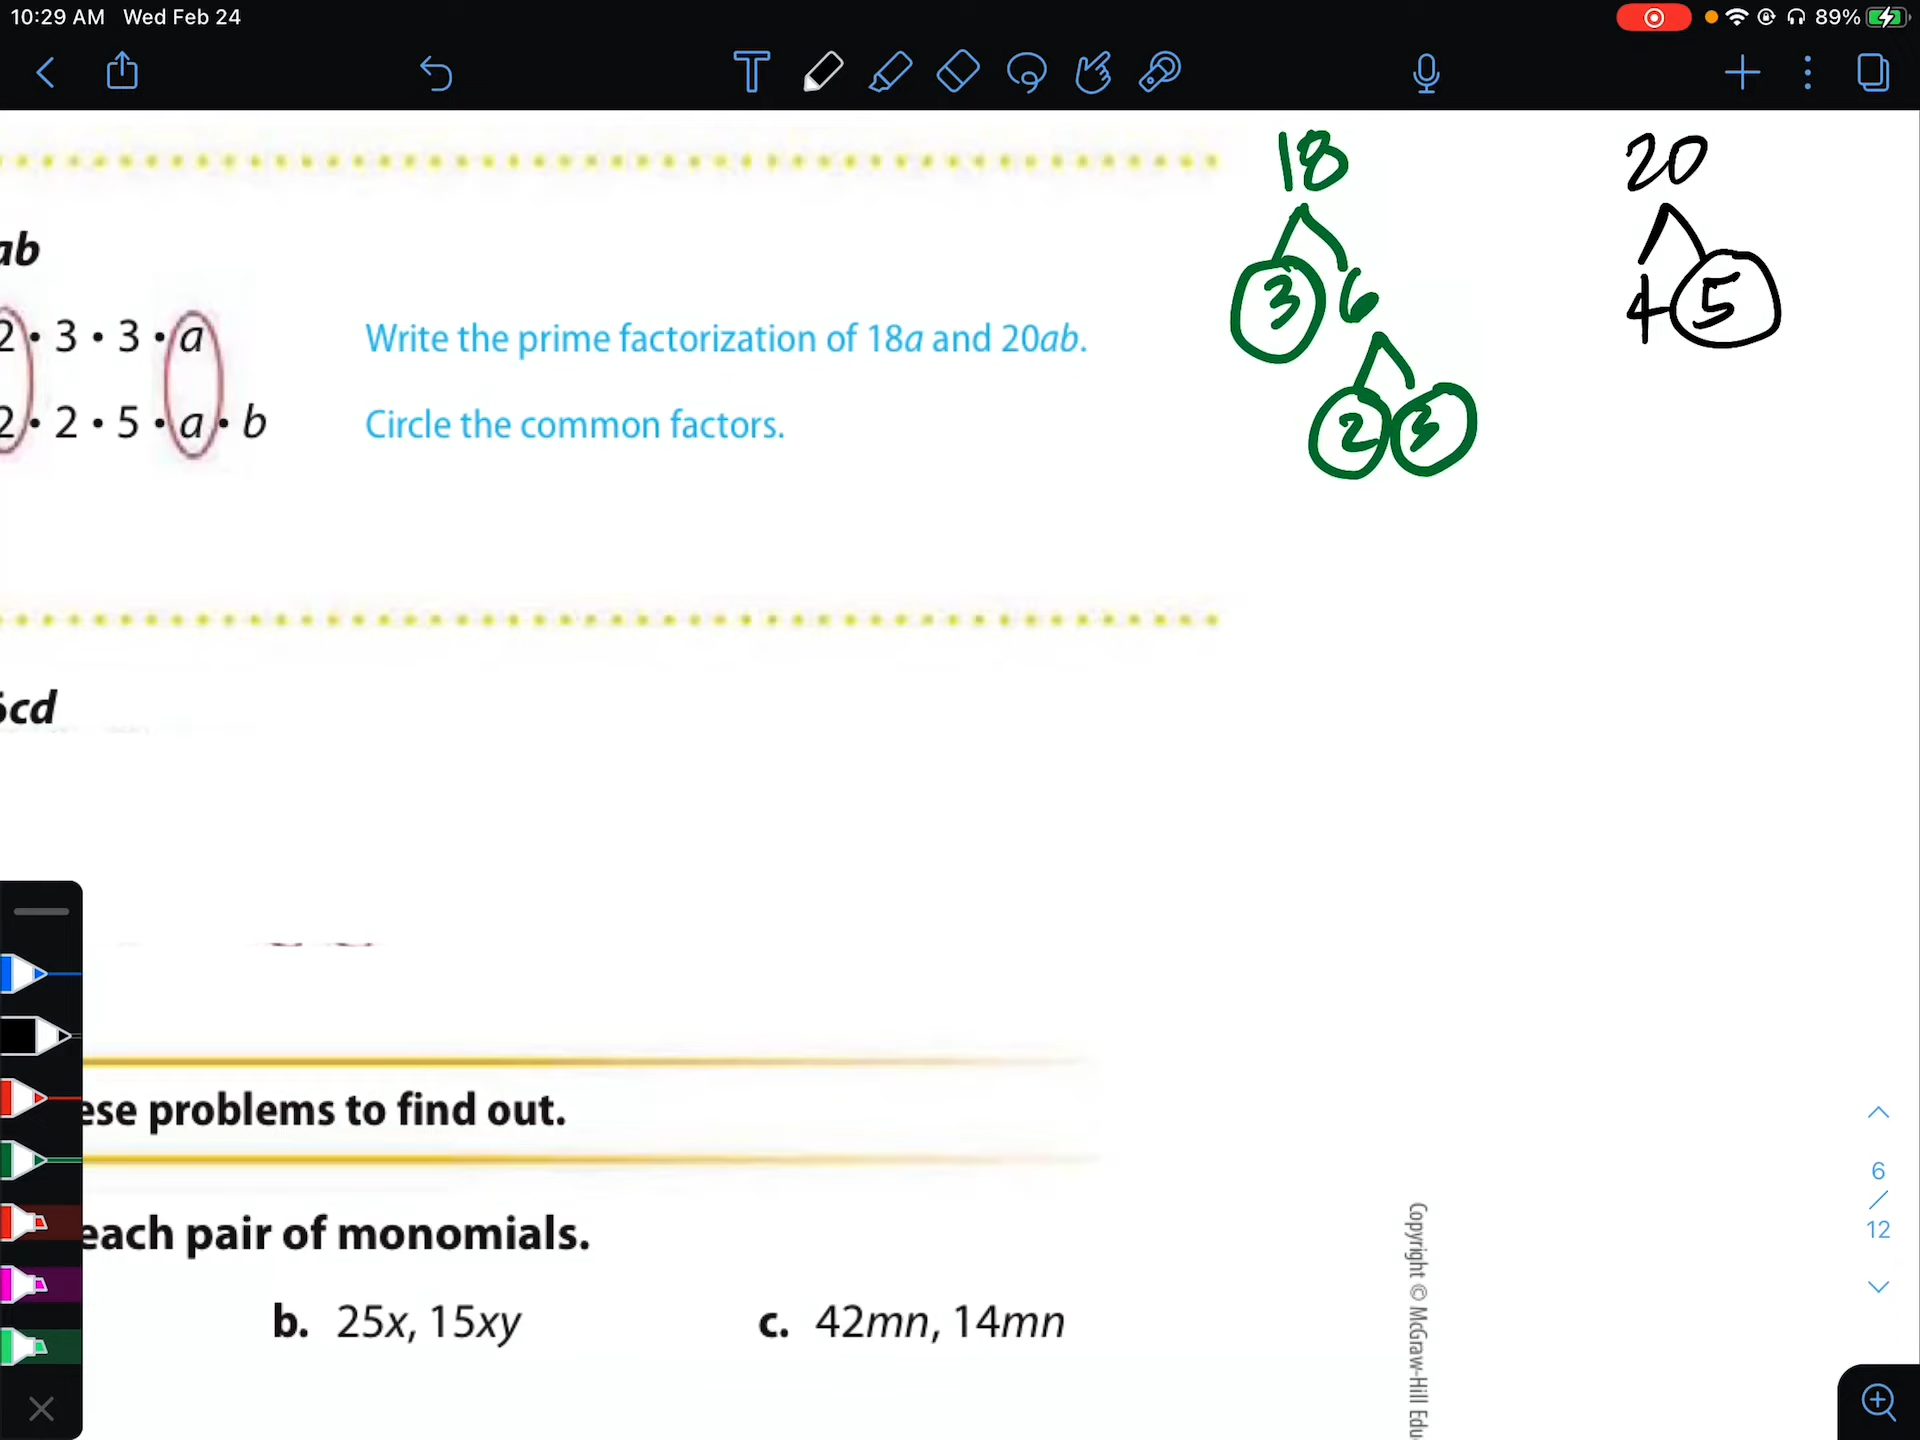 10:29 AM Wed Feb 24
89%
T
18
20
3 6
4 5
2 3
ab
2 · 3 · 3 · a
Write the prime factorization of 18a and 20ab.
2 · 2 · 5 · a · b
Circle the common factors.
cd
ese problems to find out.
each pair of monomials.
b. 25x, 15xy
c. 42mn, 14mn
Copyright © McGraw-Hill Edu
6
/
12